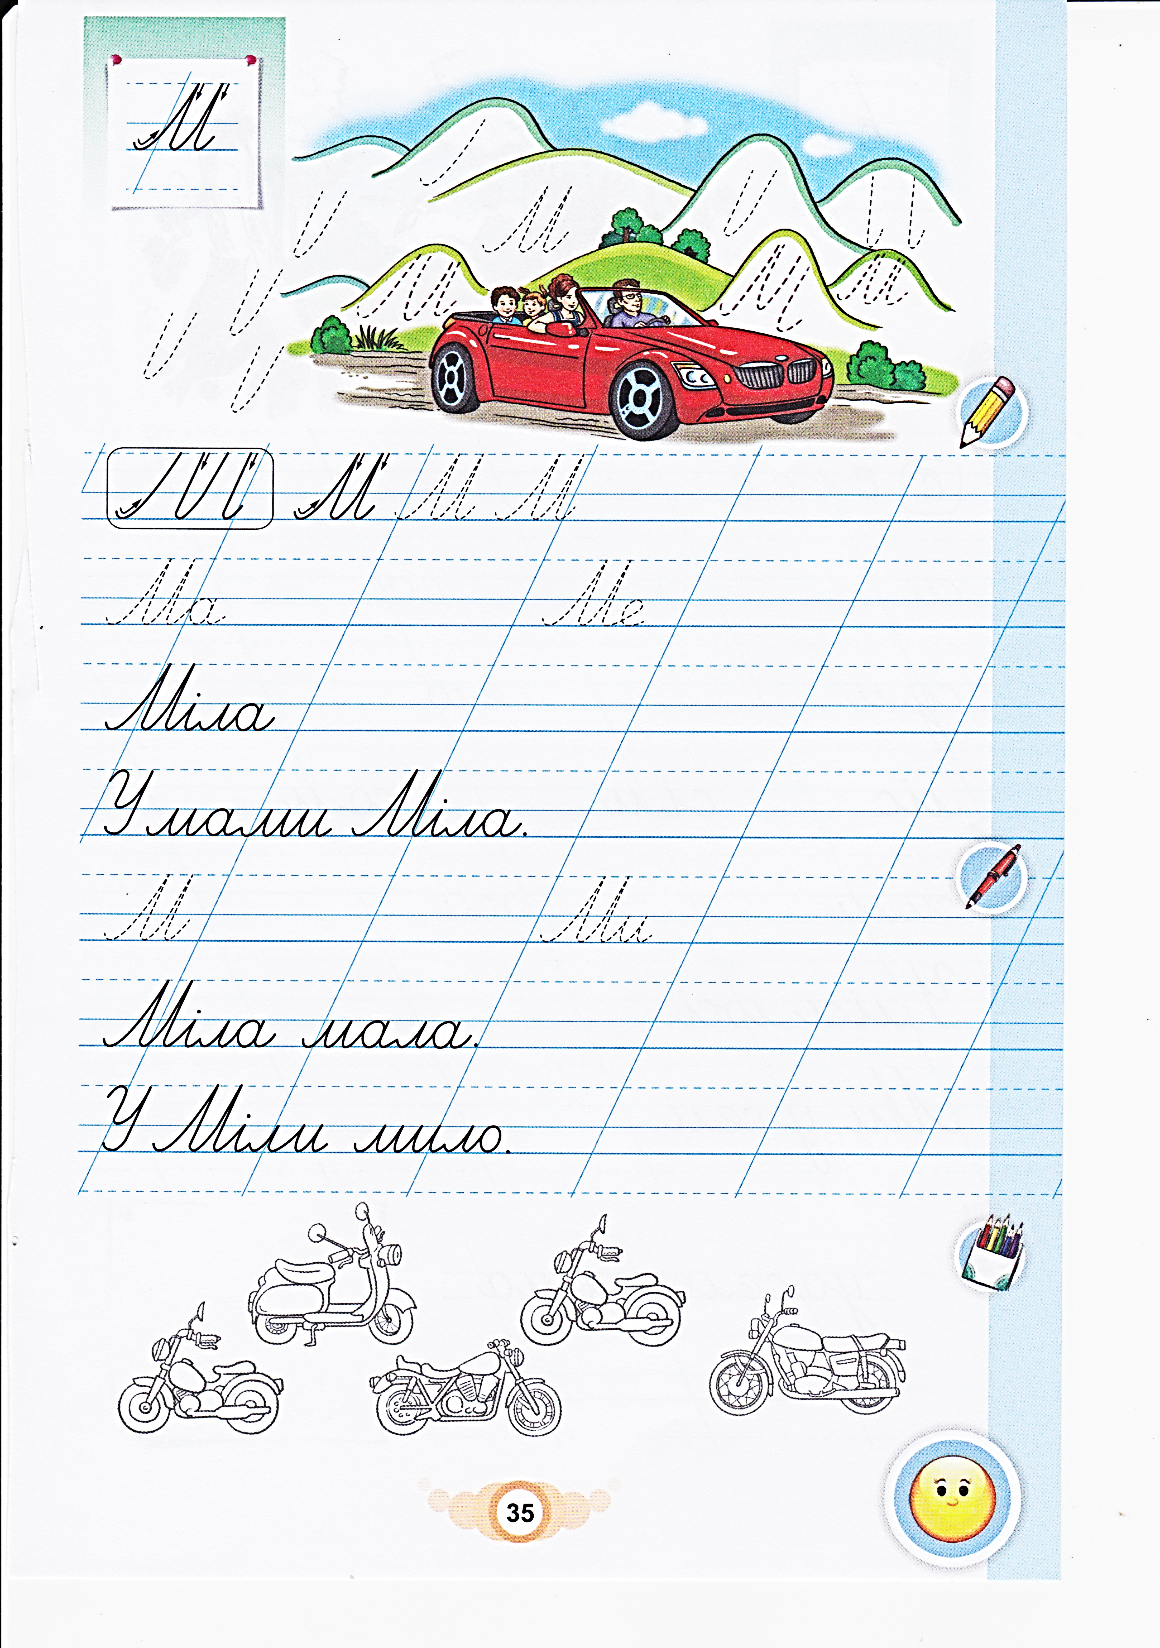 М
М М М М
Ма Ме
Міла
У мами Міла.
М Ми
Міла мала.
У Міли мило.
35